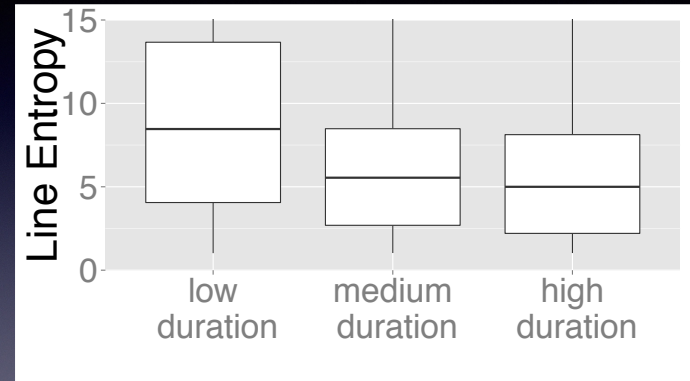 Line Entropy
15
10
5
0
low
duration
medium
duration
high
duration